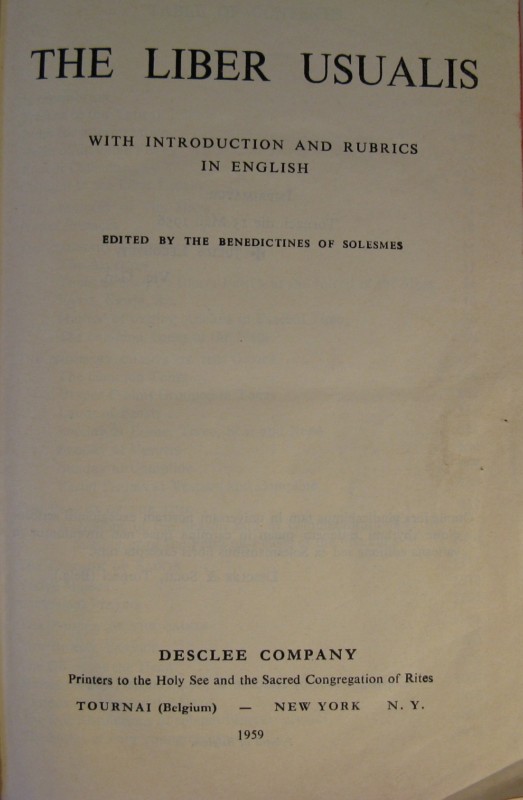 THE LIBER USUALIS
WITH INTRODUCTION AND RUBRICS
IN ENGLISH
EDITED BY THE BENEDICTINES OF SOLESMES
DESCLEE COMPANY
Printers to the Holy See and the Sacred Congregation of Rites
TOURNAI (Belgium) — NEW YORK N. Y.
1959